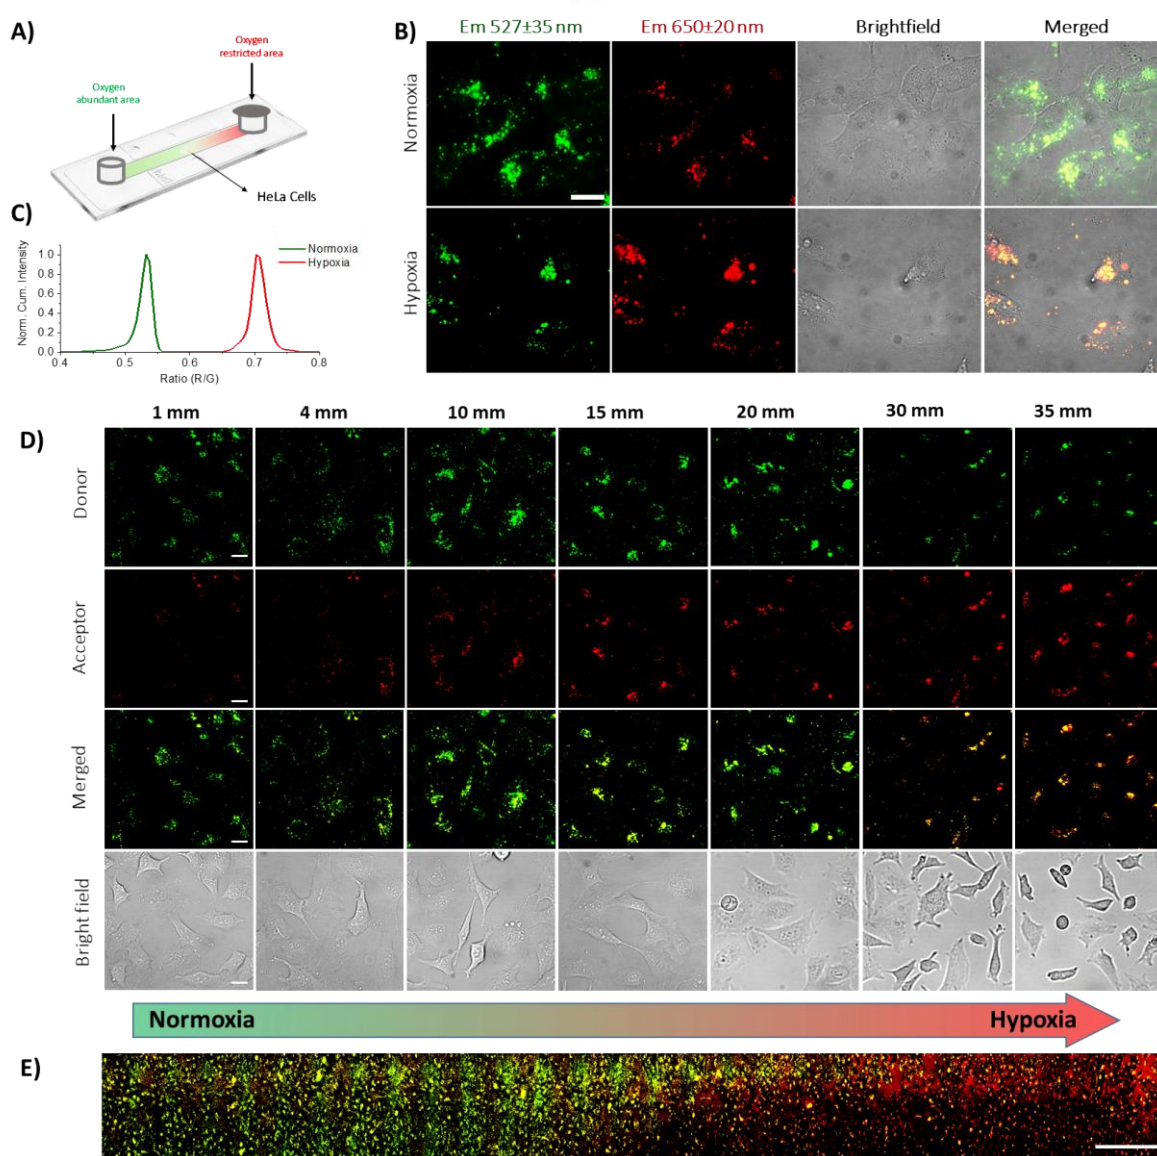 A)
Oxygen
restricted area
Oxygen
abundant area
HeLa Cells
B)
Em 527±35 nm
Em 650±20 nm
Brightfield
Merged
Normoxia
Hypoxia
C)
Normoxia
Hypoxia
Norm. Cum. Intensity
1.0
0.8
0.6
0.4
0.2
0.0
0.4
0.5
0.6
0.7
0.8
Ratio (R/G)
D)
1 mm
4 mm
10 mm
15 mm
20 mm
30 mm
35 mm
Donor
Acceptor
Merged
Bright field
Normoxia
Hypoxia
E)